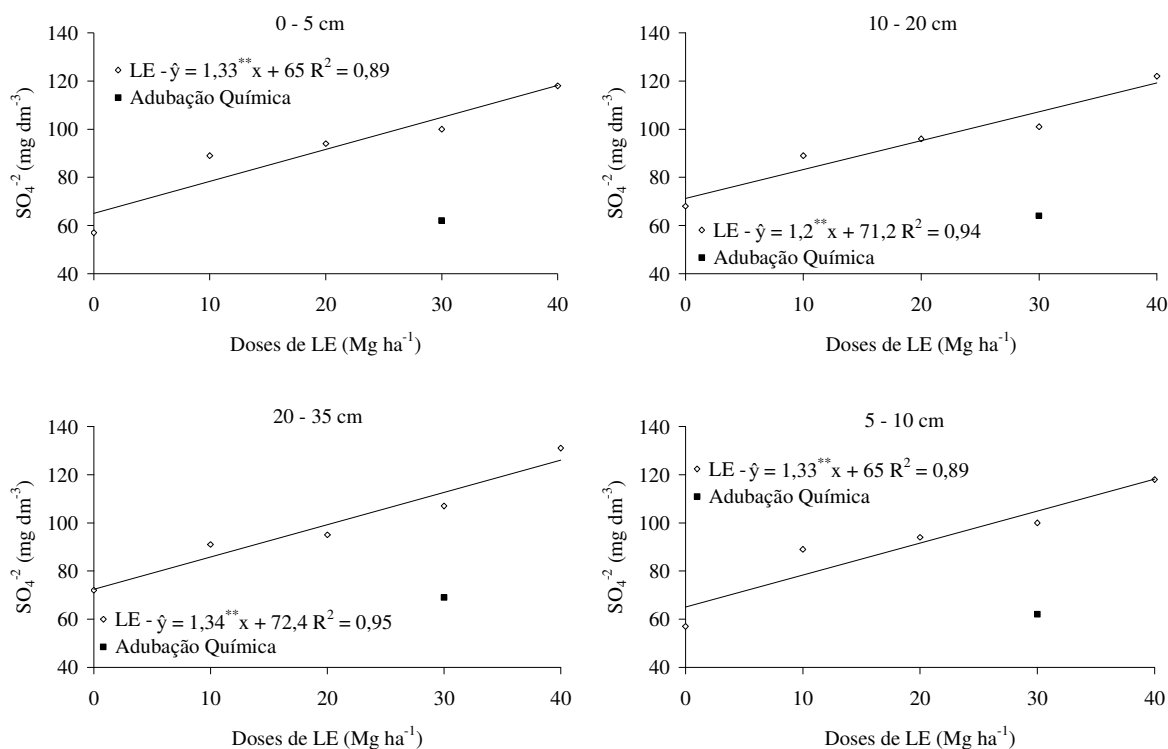 0 - 5 cm
140
120
100
80
60
40
SO₄⁻² (mg dm⁻³)
LE - ŷ = 1,33**x + 65 R² = 0,89
Adubação Química
0 10 20 30 40
Doses de LE (Mg ha⁻¹)
10 - 20 cm
140
120
100
80
60
40
SO₄⁻² (mg dm⁻³)
LE - ŷ = 1,2**x + 71,2 R² = 0,94
Adubação Química
0 10 20 30 40
Doses de LE (Mg ha⁻¹)
20 - 35 cm
140
120
100
80
60
40
SO₄⁻² (mg dm⁻³)
LE - ŷ = 1,34**x + 72,4 R² = 0,95
Adubação Química
0 10 20 30 40
Doses de LE (Mg ha⁻¹)
5 - 10 cm
140
120
100
80
60
40
SO₄⁻² (mg dm⁻³)
LE - ŷ = 1,33**x + 65 R² = 0,89
Adubação Química
0 10 20 30 40
Doses de LE (Mg ha⁻¹)